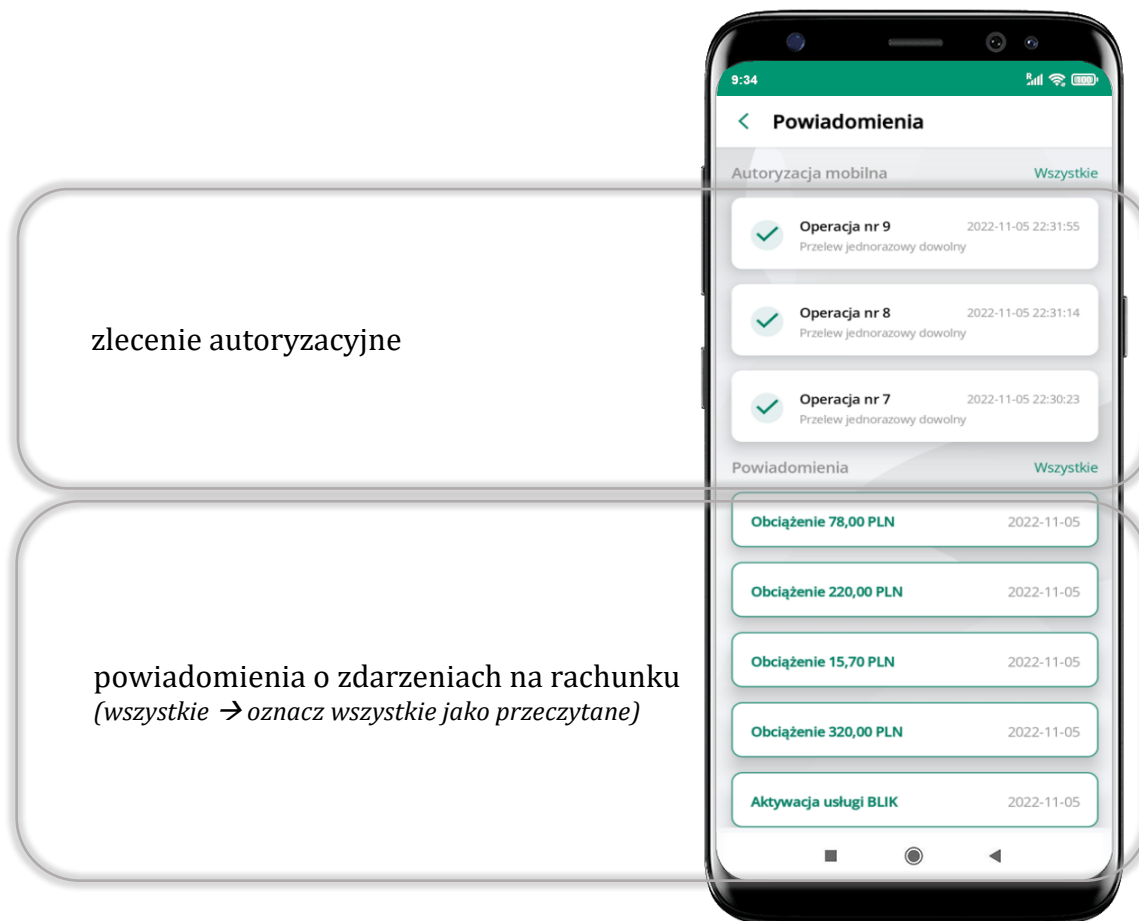 9:34
Powiadomienia
Autoryzacja mobilna Wszystkie
Operacja nr 9 2022-11-05 22:31:55
Przelew jednorazowy dowolny
zlecenie autoryzacyjne
Operacja nr 8 2022-11-05 22:31:14
Przelew jednorazowy dowolny
Operacja nr 7 2022-11-05 22:30:23
Przelew jednorazowy dowolny
Powiadomienia Wszystkie
Obciążenie 78,00 PLN 2022-11-05
Obciążenie 220,00 PLN 2022-11-05
powiadomienia o zdarzeniach na rachunku
(wszystkie → oznacz wszystkie jako przeczytane)
Obciążenie 15,70 PLN 2022-11-05
Obciążenie 320,00 PLN 2022-11-05
Aktywacja usługi BLIK 2022-11-05